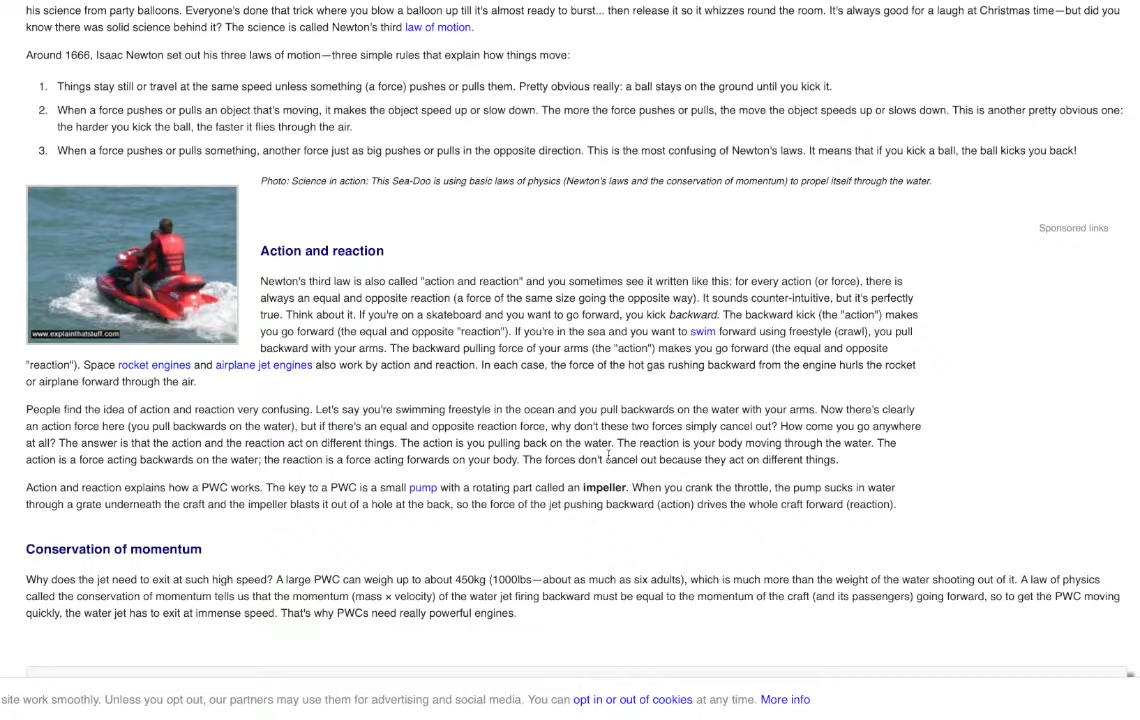 his science from party balloons. Everyone's done that trick where you blow a balloon up till it's almost ready to burst... then release it so it whizzes round the room. It's always good for a laugh at Christmas time—but did you
know there was solid science behind it? The science is called Newton's third law of motion.
Around 1666, Isaac Newton set out his three laws of motion—three simple rules that explain how things move:
1. Things stay still or travel at the same speed unless something (a force) pushes or pulls them. Pretty obvious really: a ball stays on the ground until you kick it.
2. When a force pushes or pulls an object that's moving, it makes the object speed up or slow down. The more the force pushes or pulls, the move the object speeds up or slows down. This is another pretty obvious one:
the harder you kick the ball, the faster it flies through the air.
3. When a force pushes or pulls something, another force just as big pushes or pulls in the opposite direction. This is the most confusing of Newton's laws. It means that if you kick a ball, the ball kicks you back!
Photo: Science in action: This Sea-Doo is using basic laws of physics (Newton's laws and the conservation of momentum) to propel itself through the water.
Sponsored links
www.explainthatstuff.com
Action and reaction
Newton's third law is also called "action and reaction" and you sometimes see it written like this: for every action (or force), there is
always an equal and opposite reaction (a force of the same size going the opposite way). It sounds counter-intuitive, but it's perfectly
true. Think about it. If you're on a skateboard and you want to go forward, you kick backward. The backward kick (the "action") makes
you go forward (the equal and opposite "reaction"). If you're in the sea and you want to swim forward using freestyle (crawl), you pull
backward with your arms. The backward pulling force of your arms (the "action") makes you go forward (the equal and opposite
"reaction"). Space rocket engines and airplane jet engines also work by action and reaction. In each case, the force of the hot gas rushing backward from the engine hurls the rocket
or airplane forward through the air.
People find the idea of action and reaction very confusing. Let's say you're swimming freestyle in the ocean and you pull backwards on the water with your arms. Now there's clearly
an action force here (you pull backwards on the water), but if there's an equal and opposite reaction force, why don't these two forces simply cancel out? How come you go anywhere
at all? The answer is that the action and the reaction act on different things. The action is you pulling back on the water. The reaction is your body moving through the water. The
action is a force acting backwards on the water; the reaction is a force acting forwards on your body. The forces don't cancel out because they act on different things.
Action and reaction explains how a PWC works. The key to a PWC is a small pump with a rotating part called an impeller. When you crank the throttle, the pump sucks in water
through a grate underneath the craft and the impeller blasts it out of a hole at the back, so the force of the jet pushing backward (action) drives the whole craft forward (reaction).
Conservation of momentum
Why does the jet need to exit at such high speed? A large PWC can weigh up to about 450kg (1000lbs—about as much as six adults), which is much more than the weight of the water shooting out of it. A law of physics
called the conservation of momentum tells us that the momentum (mass × velocity) of the water jet firing backward must be equal to the momentum of the craft (and its passengers) going forward, so to get the PWC moving
quickly, the water jet has to exit at immense speed. That's why PWCs need really powerful engines.
site work smoothly. Unless you opt out, our partners may use them for advertising and social media. You can opt in or out of cookies at any time. More info